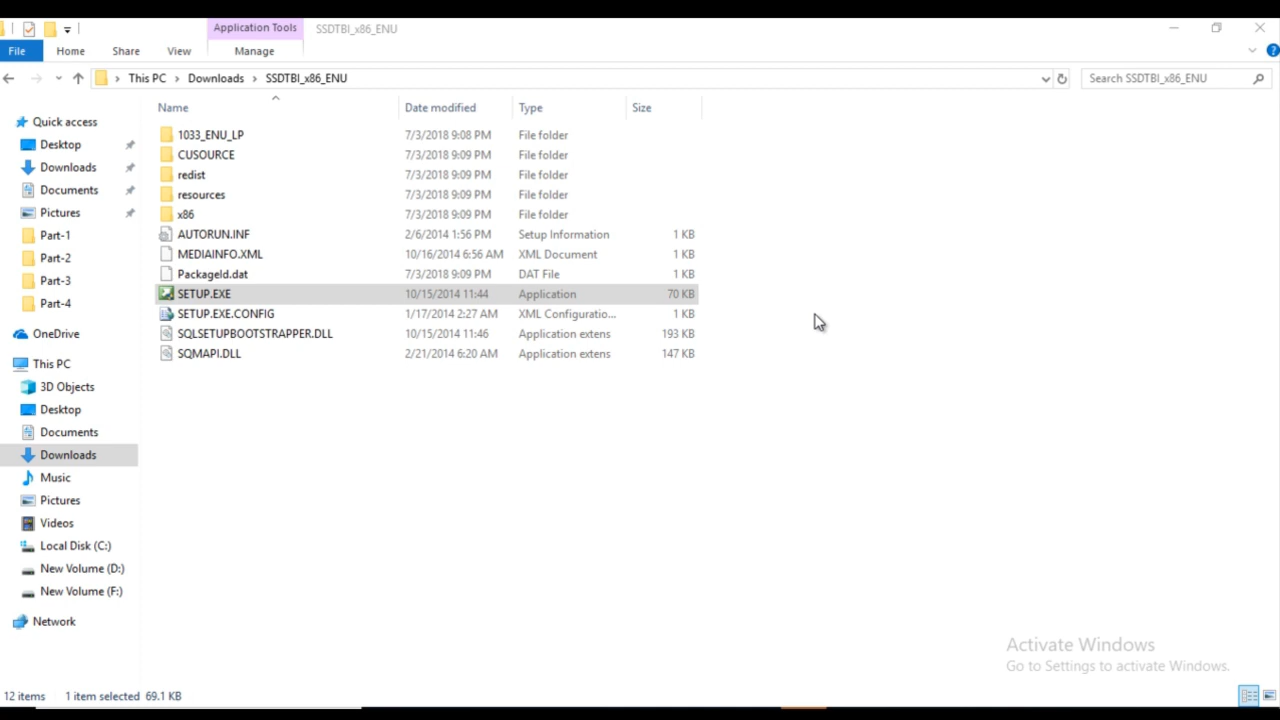 Application Tools SSDTBI_x86_ENU
File Home Share View Manage
This PC Downloads SSDTBI_x86_ENU Search SSDTBI_x86_ENU
Name Date modified Type Size
Quick access
Desktop
Downloads
Documents
Pictures
Part-1
Part-2
Part-3
Part-4
OneDrive
This PC
3D Objects
Desktop
Documents
Downloads
Music
Pictures
Videos
Local Disk (C:)
New Volume (D:)
New Volume (F:)
Network
1033_ENU_LP 7/3/2018 9:08 PM File folder
CUSOURCE 7/3/2018 9:09 PM File folder
redist 7/3/2018 9:09 PM File folder
resources 7/3/2018 9:09 PM File folder
x86 7/3/2018 9:09 PM File folder
AUTORUN.INF 2/6/2014 1:56 PM Setup Information 1 KB
MEDIAINFO.XML 10/16/2014 6:56 AM XML Document 1 KB
PackageId.dat 7/3/2018 9:09 PM DAT File 1 KB
SETUP.EXE 10/15/2014 11:44 Application 70 KB
SETUP.EXE.CONFIG 1/17/2014 2:27 AM XML Configuratio... 1 KB
SQLSETUPBOOTSTRAPPER.DLL 10/15/2014 11:46 Application extens 193 KB
SQMAPI.DLL 2/21/2014 6:20 AM Application extens 147 KB
Activate Windows
Go to Settings to activate Windows.
12 items 1 item selected 69.1 KB